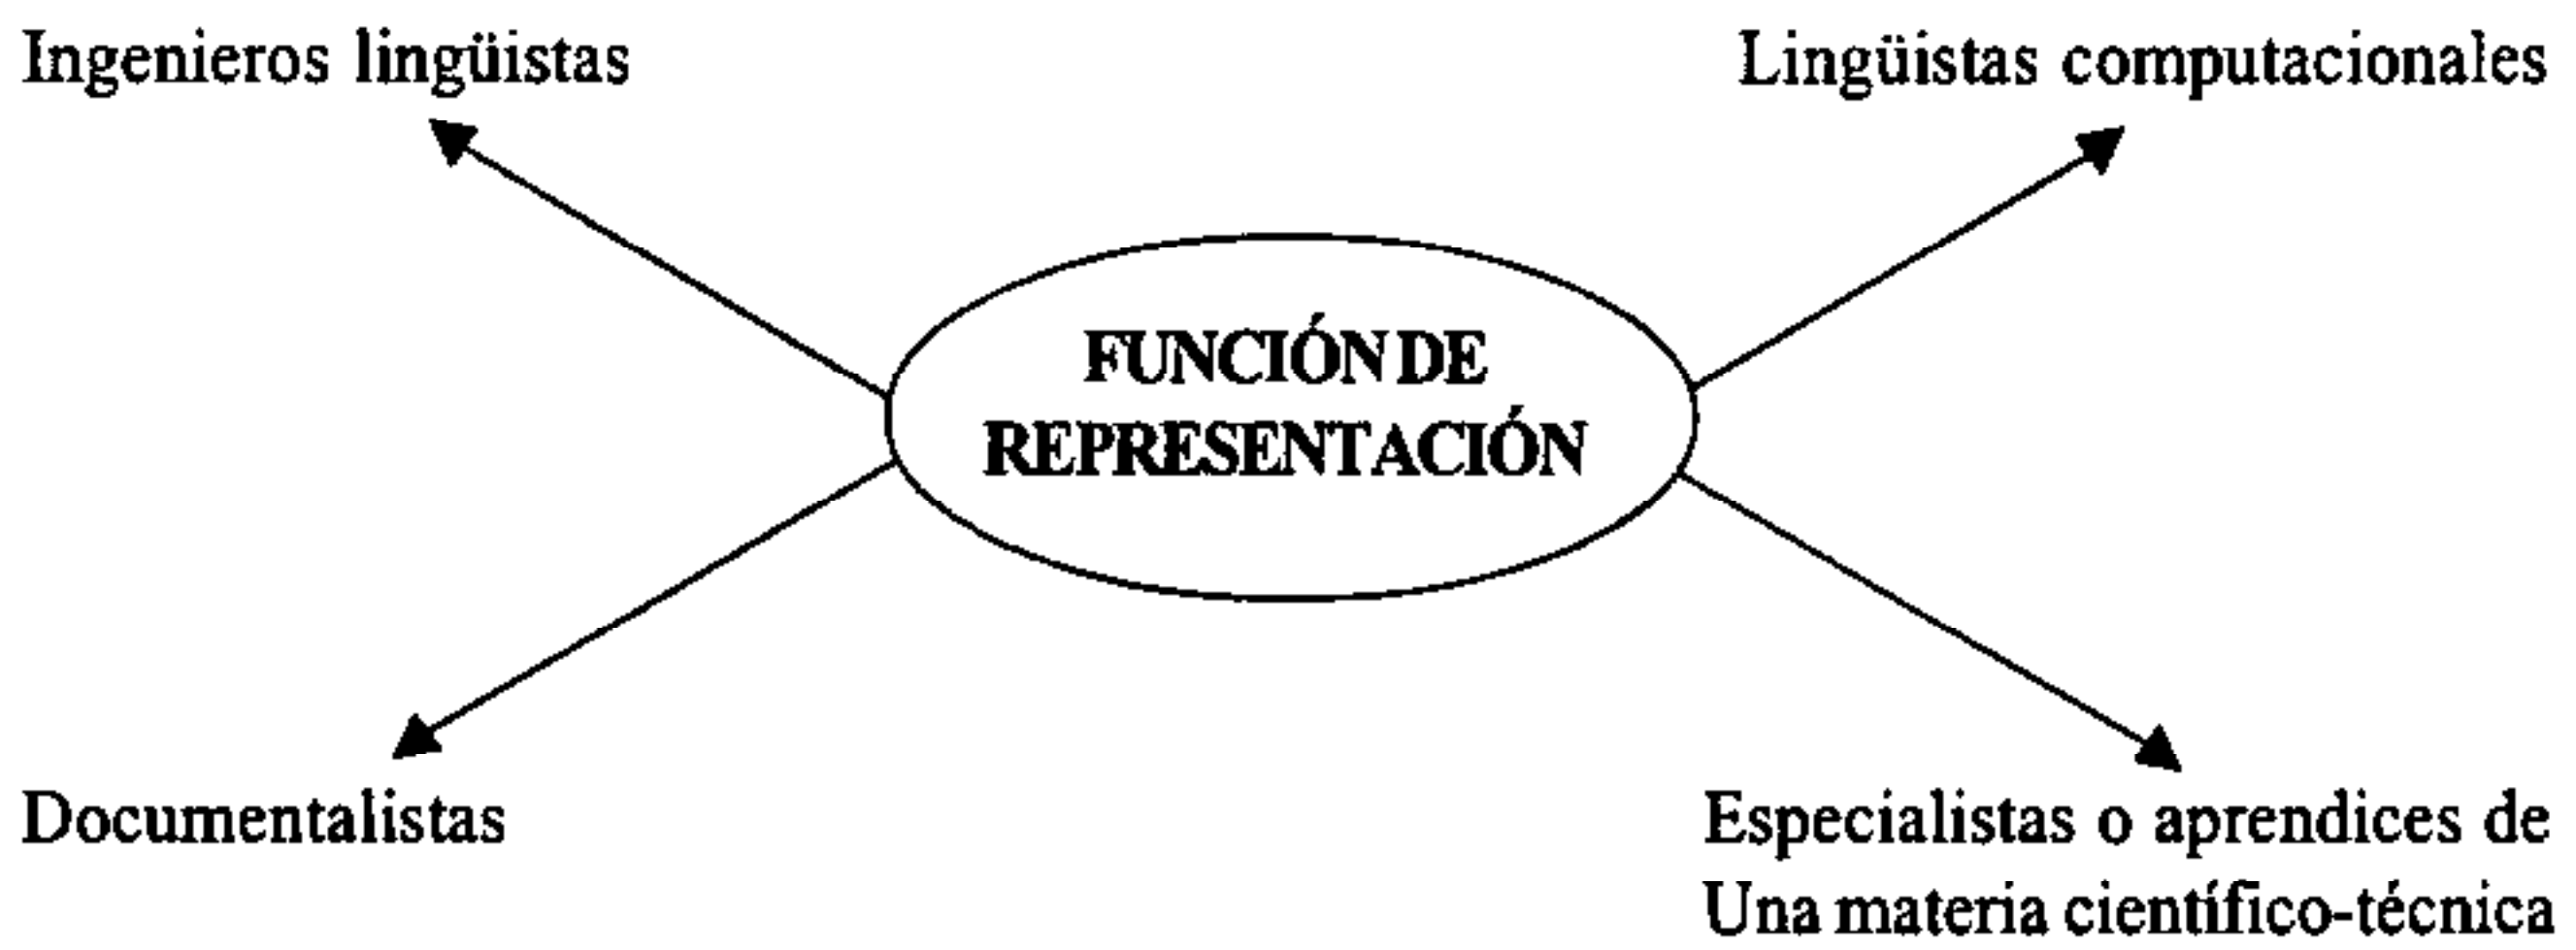 Ingenieros lingüistas
Lingüistas computacionales
FUNCIÓN DE
REPRESENTACIÓN
Documentalistas
Especialistas o aprendices de
Una materia científico-técnica